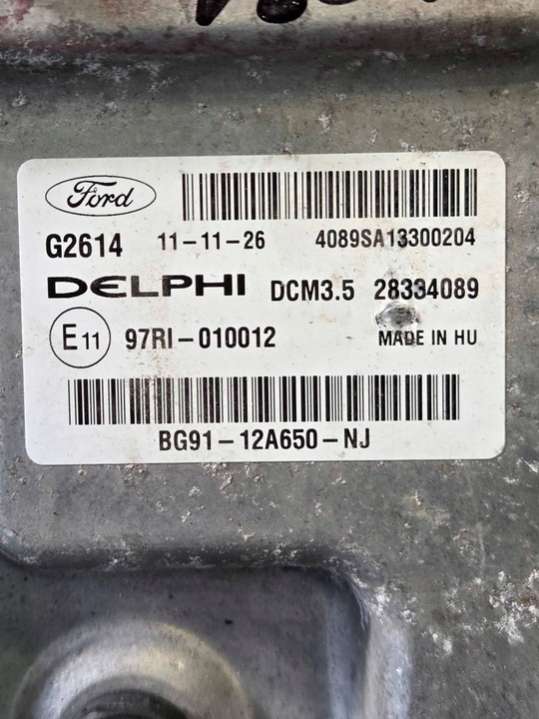 Ford
G2614 11-11-26 4089SA13300204
DELPHI DCM3.5 28334089
E11 97RI-010012 MADE IN HU
BG91-12A650-NJ